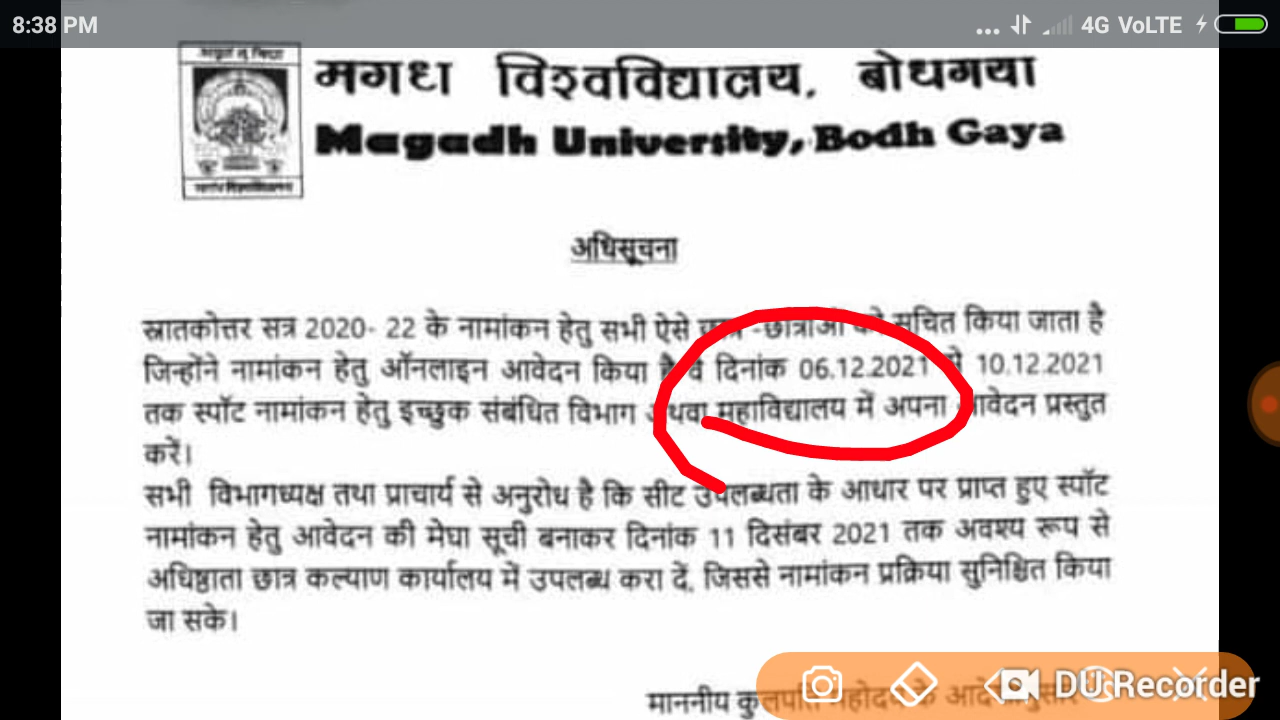 8:38 PM
... 4G VoLTE
मगध विश्वविद्यालय, बोधगया
Magadh University, Bodh Gaya
अधिसूचना
स्नातकोत्तर सत्र 2020- 22 के नामांकन हेतु सभी ऐसे छात्र -छात्राओं को सूचित किया जाता है
जिन्होंने नामांकन हेतु ऑनलाइन आवेदन किया है वे दिनांक 06.12.2021 से 10.12.2021
तक स्पॉट नामांकन हेतु इच्छुक संबंधित विभाग अथवा महाविद्यालय में अपना आवेदन प्रस्तुत
करें।
सभी विभागध्यक्ष तथा प्राचार्य से अनुरोध है कि सीट उपलब्धता के आधार पर प्राप्त हुए स्पॉट
नामांकन हेतु आवेदन की मेघा सूची बनाकर दिनांक 11 दिसंबर 2021 तक अवश्य रूप से
अधिष्ठाता छात्र कल्याण कार्यालय में उपलब्ध करा दें, जिससे नामांकन प्रक्रिया सुनिश्चित किया
जा सके।
माननीय कुलपति महोदय के आदेशानुसार
DU Recorder